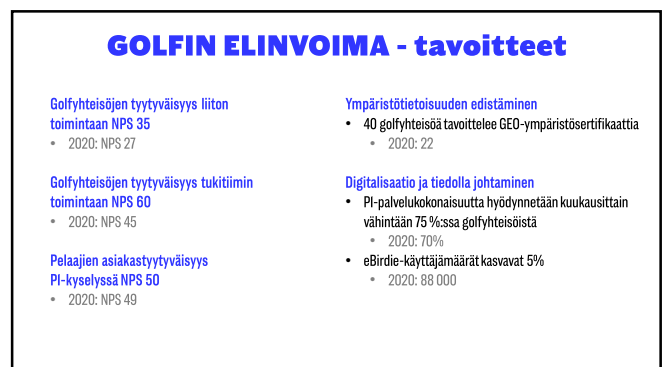 GOLFIN ELINVOIMA - tavoitteet
Golfyhteisöjen tyytyväisyys liiton
toimintaan NPS 35
• 2020: NPS 27
Golfyhteisöjen tyytyväisyys tukitiimin
toimintaan NPS 60
• 2020: NPS 45
Pelaajien asiakastyytyväisyys
PI-kyselyssä NPS 50
• 2020: NPS 49
Ympäristötietoisuuden edistäminen
• 40 golfyhteisöä tavoittelee GEO-ympäristösertifikaattia
• 2020: 22
Digitalisaatio ja tiedolla johtaminen
• PI-palvelukokonaisuutta hyödynnetään kuukausittain
vähintään 75 %:ssa golfyhteisöistä
• 2020: 70%
• eBirdie-käyttäjämäärät kasvavat 5%
• 2020: 88 000